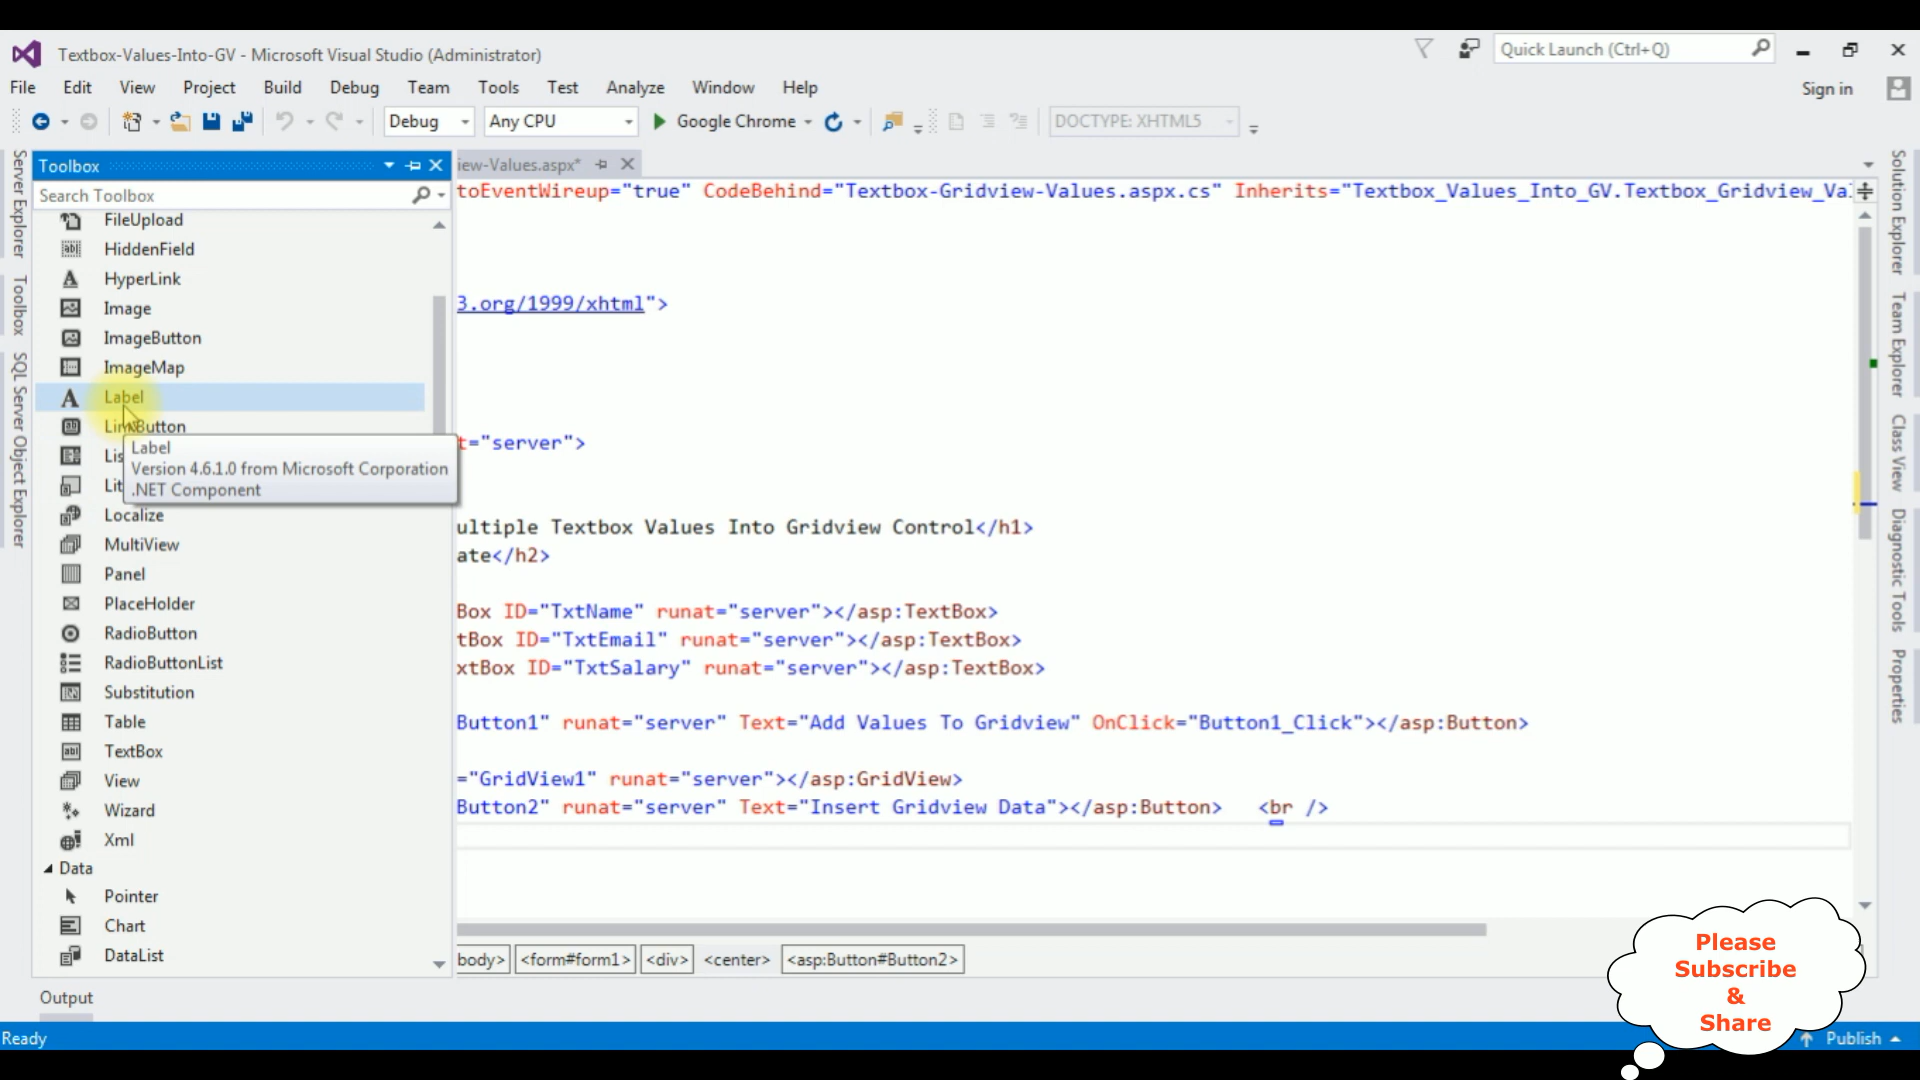 Textbox-Values-Into-GV - Microsoft Visual Studio (Administrator)
Quick Launch (Ctrl+Q)
File Edit View Project Build Debug Team Tools Test Analyze Window Help
Sign in
Debug Any CPU Google Chrome DOCTYPE: XHTML5
Server Explorer
Toolbox
SQL Server Object Explorer
Toolbox
Search Toolbox
FileUpload
HiddenField
HyperLink
Image
ImageButton
ImageMap
Label
LinkButton
Lis
Lit
Label
Version 4.6.1.0 from Microsoft Corporation
.NET Component
Localize
MultiView
Panel
PlaceHolder
RadioButton
RadioButtonList
Substitution
Table
TextBox
View
Wizard
Xml
Data
Pointer
Chart
DataList
iew-Values.aspx*
toEventWireup="true" CodeBehind="Textbox-Gridview-Values.aspx.cs" Inherits="Textbox_Values_Into_GV.Textbox_Gridview_Va
3.org/1999/xhtml">
t="server">
ultiple Textbox Values Into Gridview Control</h1>
ate</h2>
Box ID="TxtName" runat="server"></asp:TextBox>
tBox ID="TxtEmail" runat="server"></asp:TextBox>
xtBox ID="TxtSalary" runat="server"></asp:TextBox>
Button1" runat="server" Text="Add Values To Gridview" OnClick="Button1_Click"></asp:Button>
="GridView1" runat="server"></asp:GridView>
Button2" runat="server" Text="Insert Gridview Data"></asp:Button> <br />
body> <form#form1> <div> <center> <asp:Button#Button2>
Solution Explorer
Team Explorer
Class View
Diagnostic Tools
Properties
Please
Subscribe
&
Share
Output
Ready
Publish